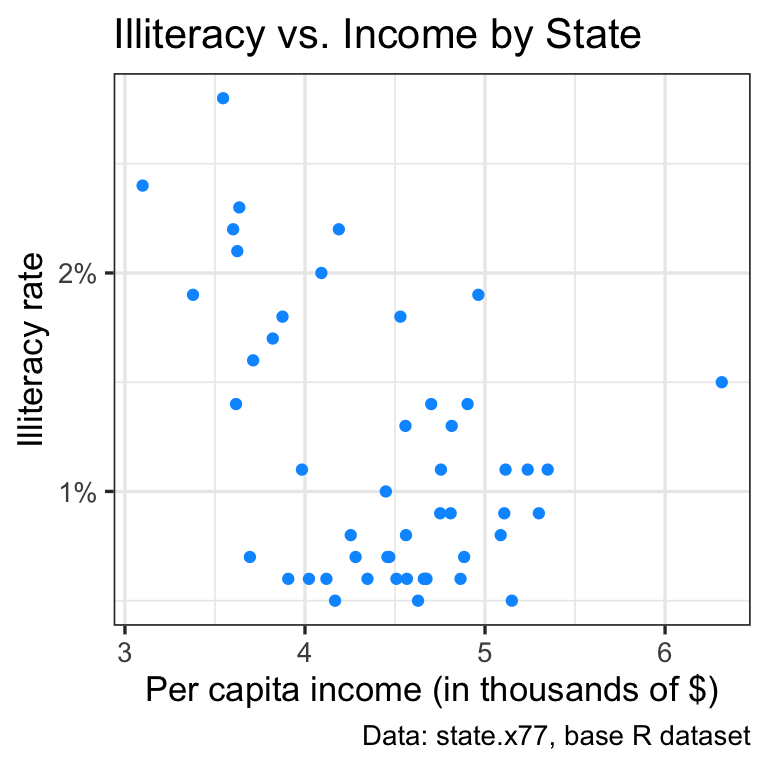 Illiteracy vs. Income by State
Illiteracy rate
2%
1%
3 4 5 6
Per capita income (in thousands of $)
Data: state.x77, base R dataset